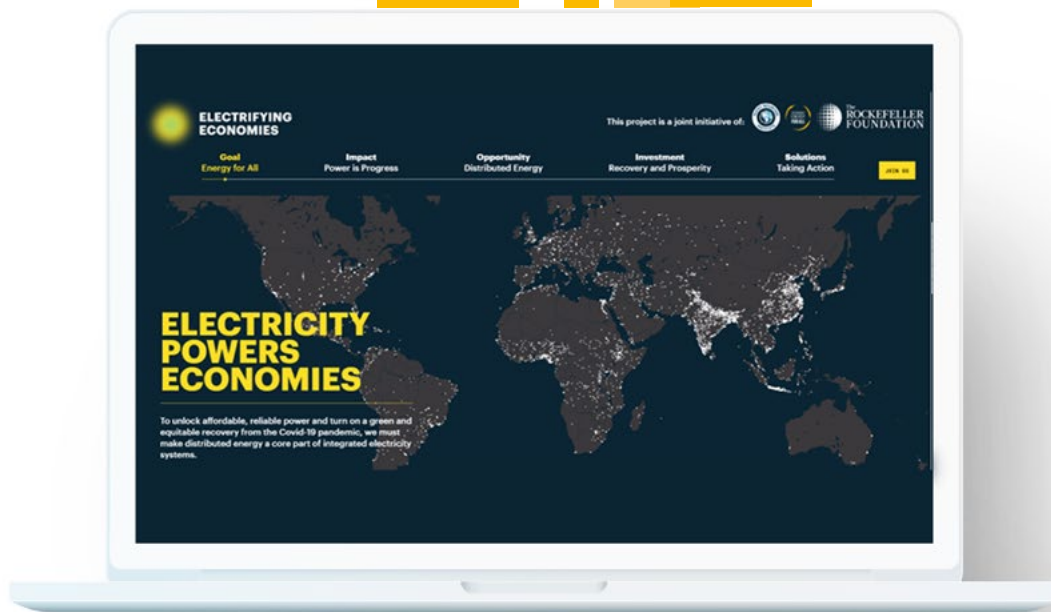 ELECTRIFYING
ECONOMIES
This project is a joint initiative of:
The
ROCKEFELLER
FOUNDATION
Goal
Energy for All
Impact
Power is Progress
Opportunity
Distributed Energy
Investment
Recovery and Prosperity
Solutions
Taking Action
JOIN US
ELECTRICITY
POWERS
ECONOMIES
To unlock affordable, reliable power and turn on a green and
equitable recovery from the Covid-19 pandemic, we must
make distributed energy a core part of integrated electricity
systems.